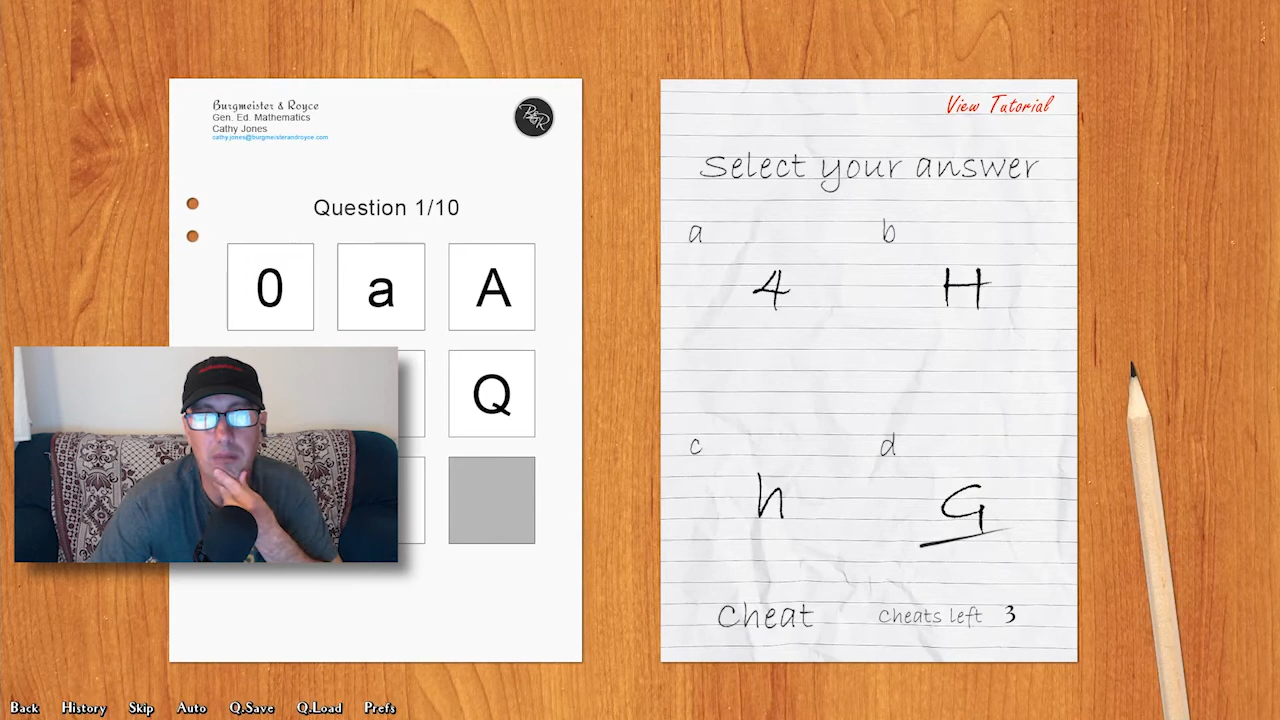 Burgmeister & Royce
Gen. Ed. Mathematics
Cathy Jones
cathy.jones@burgmeisterandroyce.com
B&R
Question 1/10
0 a A
Q
View Tutorial
Select your answer
a b
4 H
c d
h G
Cheat Cheats left 3
Back History Skip Auto Q.Save Q.Load Prefs